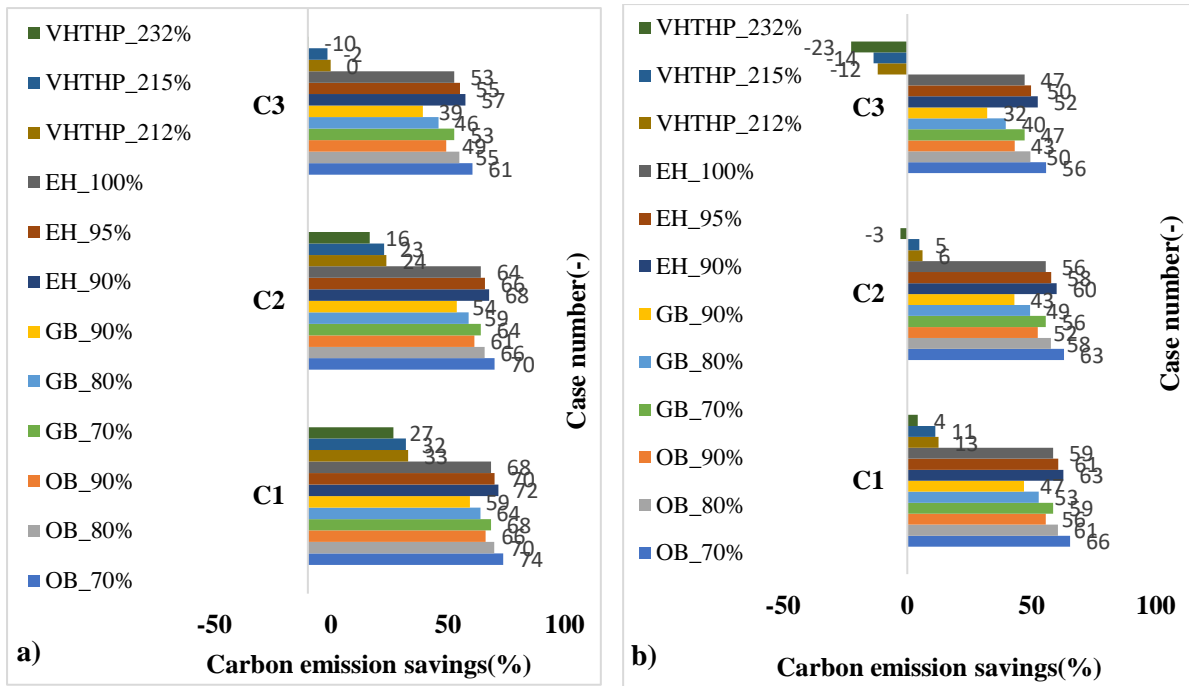 VHTHP_232%
VHTHP_215%
VHTHP_212%
EH_100%
EH_95%
EH_90%
GB_90%
GB_80%
GB_70%
OB_90%
OB_80%
OB_70%
C3
-10
-2
0
53
55
57
39
46
53
49
55
61
C2
16
23
24
64
66
68
54
59
64
61
66
70
C1
27
32
33
68
70
72
59
64
68
66
70
74
Case number(-)
-50 0 50 100
Carbon emission savings(%)
a)
VHTHP_232%
VHTHP_215%
VHTHP_212%
EH_100%
EH_95%
EH_90%
GB_90%
GB_80%
GB_70%
OB_90%
OB_80%
OB_70%
C3
-23
-14
-12
47
50
52
32
40
47
43
50
56
C2
-3
5
6
56
58
60
43
49
56
52
58
63
C1
4
11
13
59
61
63
47
53
59
56
61
66
Case number(-)
-50 0 50 100
Carbon emission savings(%)
b)